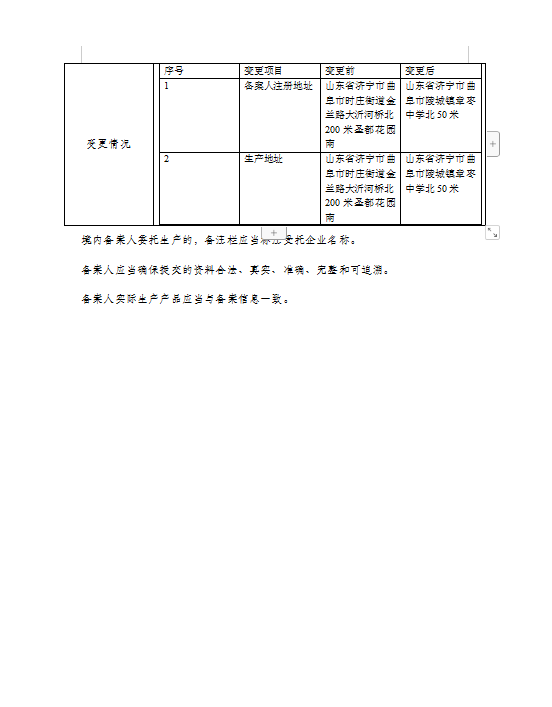 序号 变更项目 变更前 变更后
1 备案人注册地址 山东省济宁市曲 山东省济宁市曲
阜市时庄街道金 阜市陵城镇章枣
兰路大沂河桥北 中学北 50 米
200 米圣都花园
南
变更情况
2 生产地址 山东省济宁市曲 山东省济宁市曲
阜市时庄街道金 阜市陵城镇章枣
兰路大沂河桥北 中学北 50 米
200 米圣都花园
南
境内备案人委托生产的，备注栏应当标注受托企业名称。
备案人应当确保提交的资料合法、真实、准确、完整和可追溯。
备案人实际生产产品应当与备案信息一致。